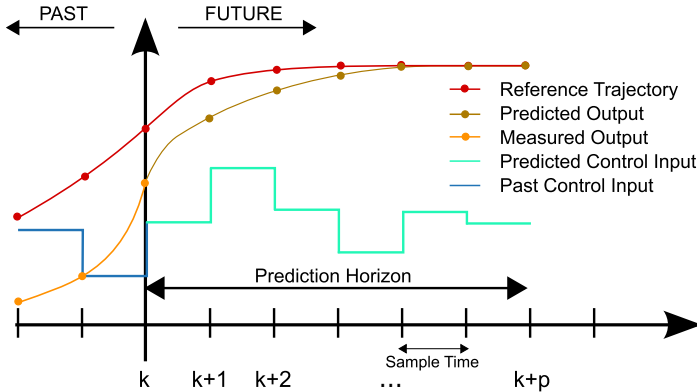 PAST
FUTURE
Reference Trajectory
Predicted Output
Measured Output
Predicted Control Input
Past Control Input
Prediction Horizon
Sample Time
k
k+1
k+2
...
k+p